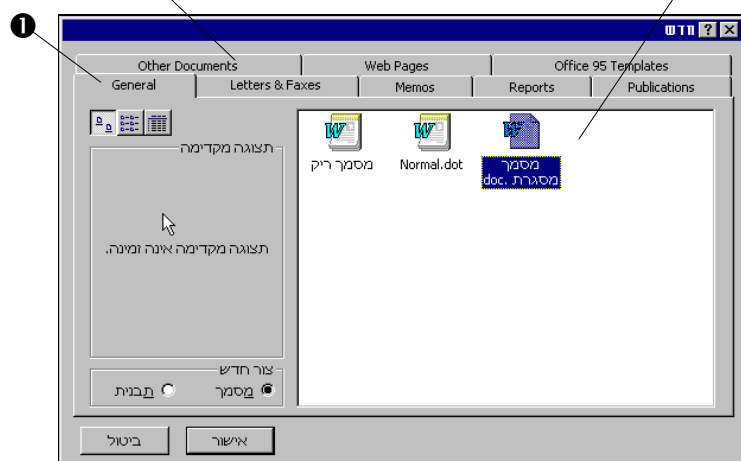 ❶
חדש
Other Documents
Web Pages
Office 95 Templates
General
Letters & Faxes
Memos
Reports
Publications
תצוגה מקדימה
תצוגה מקדימה אינה זמינה.
מסמך ריק
Normal.dot
מסמך
מסגרת .doc
צור חדש
מסמך
תבנית
אישור
ביטול